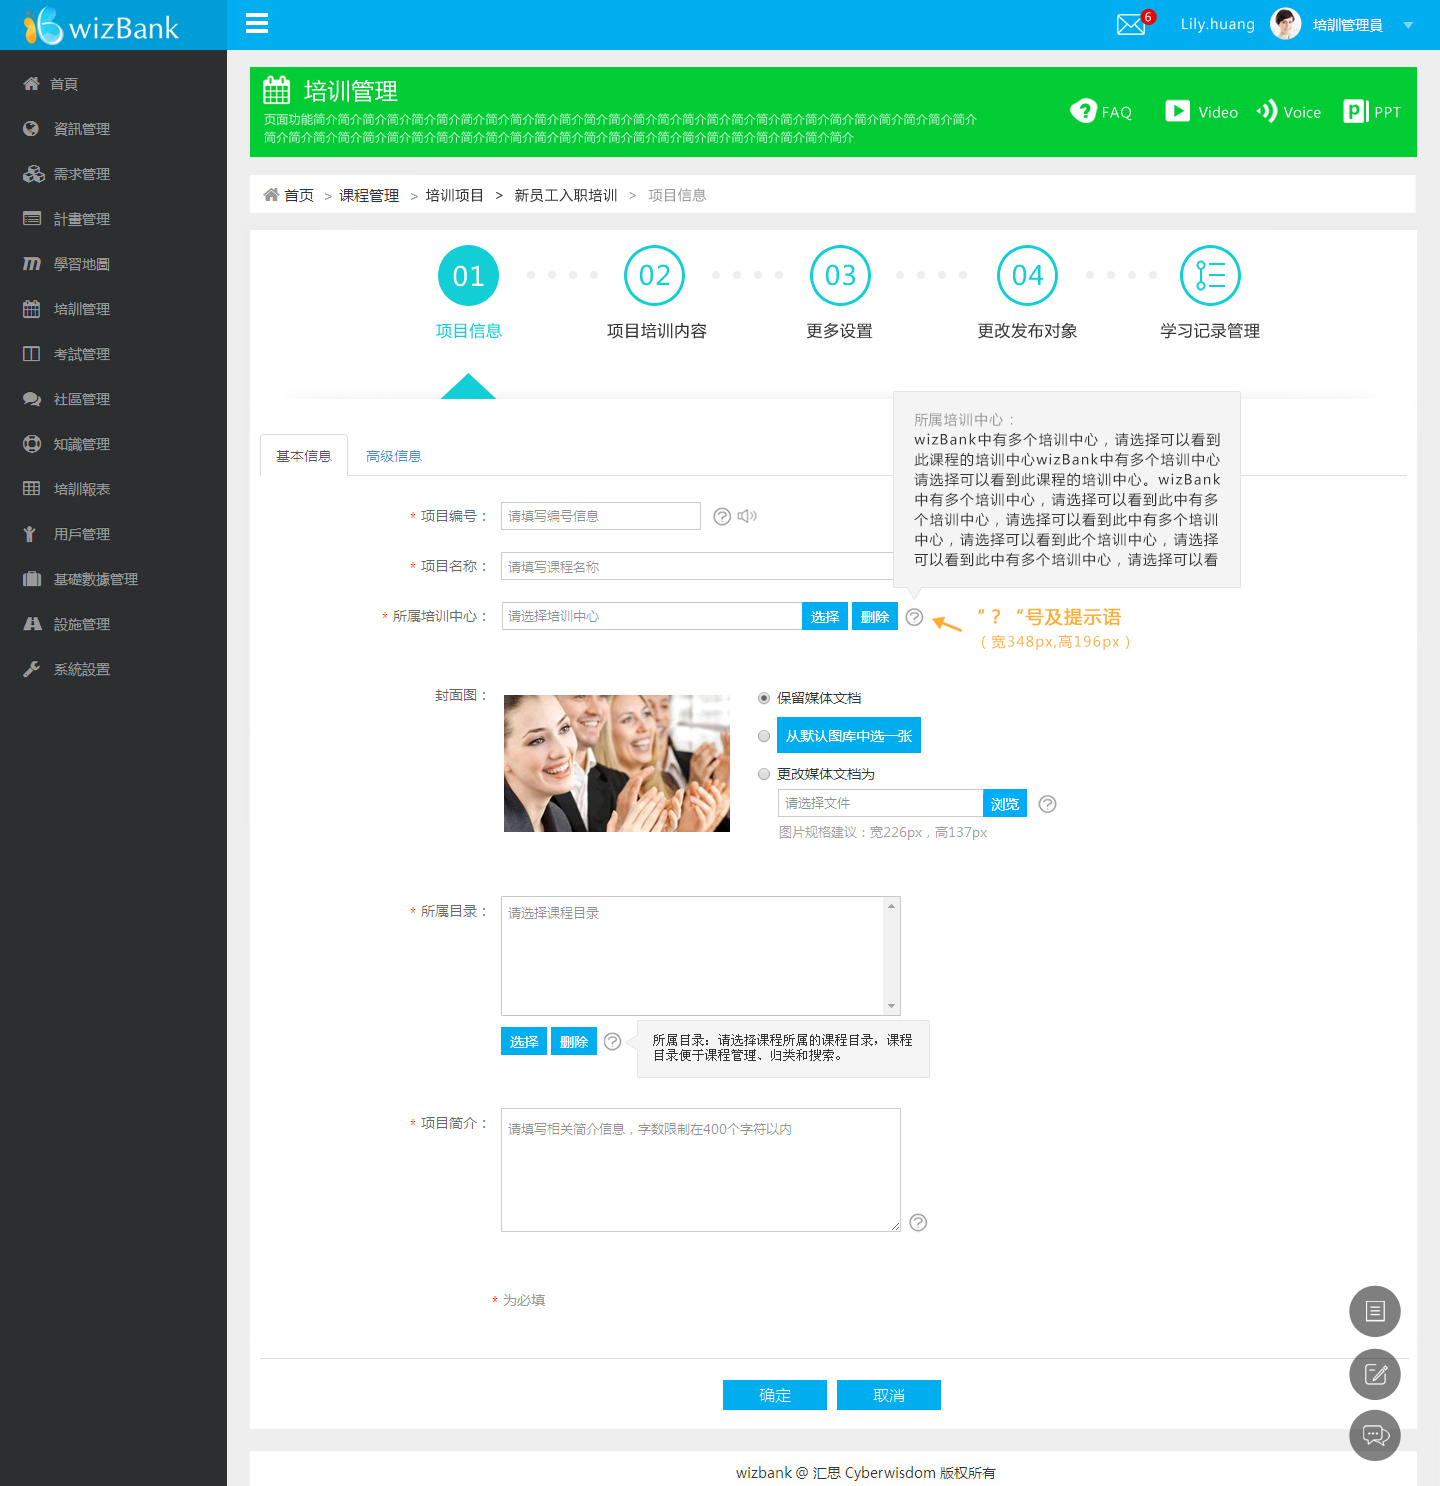 wizBank
6
Lily.huang
培訓管理員
首頁
資訊管理
需求管理
計畫管理
學習地圖
培訓管理
考試管理
社區管理
知識管理
培訓報表
用戶管理
基礎數據管理
設施管理
系統設置
培训管理
页面功能简介简介简介简介简介简介简介简介简介简介简介简介简介简介简介简介简介简介简介简介简介简介简介简介简介简介简介
简介简介简介简介简介简介简介简介简介简介简介简介简介简介简介简介简介简介简介简介简介简介简介简介
FAQ
Video
Voice
PPT
首页 > 课程管理 > 培训项目 > 新员工入职培训 > 项目信息
01
02
03
04
项目信息
项目培训内容
更多设置
更改发布对象
学习记录管理
所属培训中心：
wizBank中有多个培训中心，请选择可以看到
此课程的培训中心wizBank中有多个培训中心
请选择可以看到此课程的培训中心。wizBank
中有多个培训中心，请选择可以看到此中有多
个培训中心，请选择可以看到此中有多个培训
中心，请选择可以看到此个培训中心，请选择
可以看到此中有多个培训中心，请选择可以看
基本信息
高级信息
* 项目编号： 请填写编号信息
* 项目名称： 请填写课程名称
* 所属培训中心： 请选择培训中心 选择 删除
” ？ “号及提示语
（宽348px,高196px）
封面图：
保留媒体文档
从默认图库中选一张
更改媒体文档为
请选择文件 浏览
图片规格建议：宽226px，高137px
* 所属目录： 请选择课程目录
选择 删除
所属目录：请选择课程所属的课程目录，课程
目录便于课程管理、归类和搜索。
* 项目简介： 请填写相关简介信息，字数限制在400个字符以内
* 为必填
确定 取消
wizbank @ 汇思 Cyberwisdom 版权所有